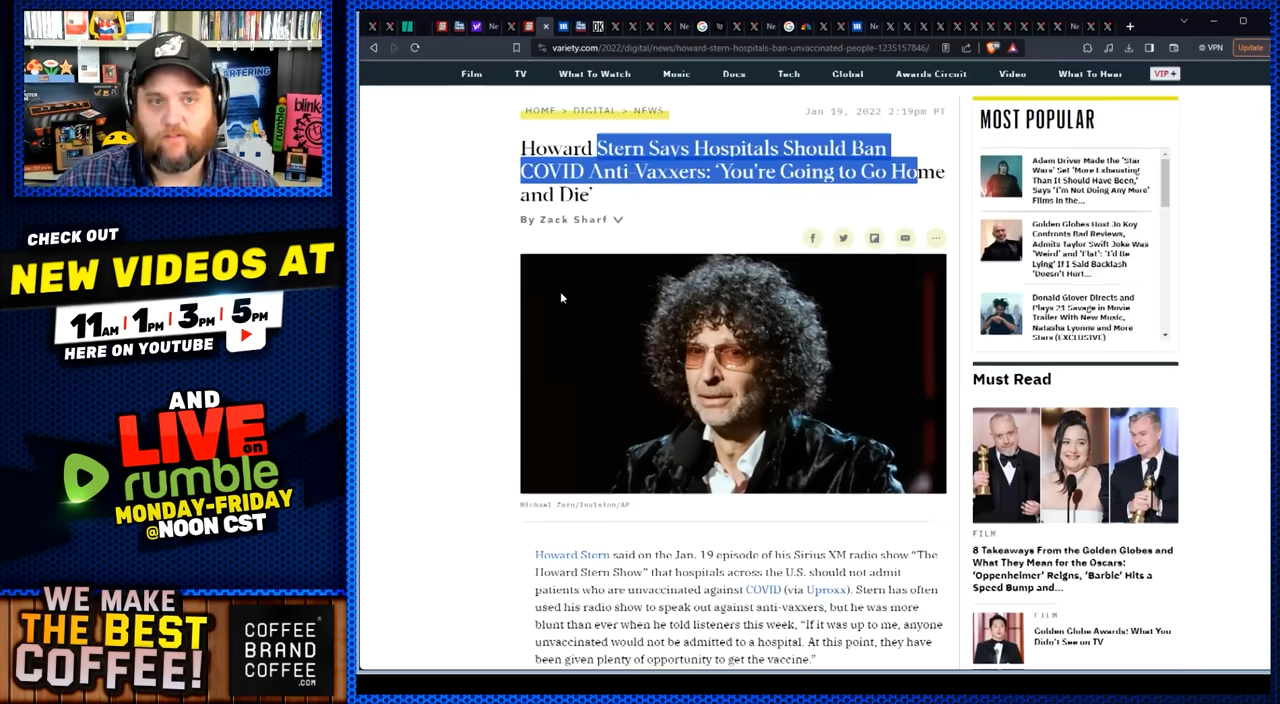 ARTERING
blink
rumble
CHECK OUT
NEW VIDEOS AT
11AM | 1PM | 3PM | 5PM
HERE ON YOUTUBE
AND
LIVE on
rumble
MONDAY-FRIDAY
@NOON CST
WE MAKE
THE BEST
COFFEE!
COFFEE
BRAND
COFFEE
.COM
variety.com/2022/digital/news/howard-stern-hospitals-ban-unvaccinated-people-1235157846/
VPN
Update
Film TV What To Watch Music Docs Tech Global Awards Circuit Video What To Hear VIP+
HOME > DIGITAL > NEWS
Jan 19, 2022 2:19pm PT
Howard Stern Says Hospitals Should Ban
COVID Anti-Vaxxers: ‘You’re Going to Go Home
and Die’
By Zack Sharf
Michael Zorn/Invision/AP
Howard Stern said on the Jan. 19 episode of his Sirius XM radio show “The
Howard Stern Show” that hospitals across the U.S. should not admit
patients who are unvaccinated against COVID (via Uproxx). Stern has often
used his radio show to speak out against anti-vaxxers, but he was more
blunt than ever when he told listeners this week, “If it was up to me, anyone
unvaccinated would not be admitted to a hospital. At this point, they have
been given plenty of opportunity to get the vaccine.”
MOST POPULAR
Adam Driver Made the ‘Star
Wars’ Set ‘More Exhausting
Than It Should Have Been,’
Says ‘I’m Not Doing Any More’
Films in the...
Golden Globes Host Jo Koy
Confronts Bad Reviews,
Admits Taylor Swift Joke Was
‘Weird’ and ‘Flat’: ‘I’d Be
Lying’ If I Said Backlash
‘Doesn’t Hurt...
Donald Glover Directs and
Plays 21 Savage in Movie
Trailer With New Music,
Natasha Lyonne and More
Stars (EXCLUSIVE)
Must Read
FILM
8 Takeaways From the Golden Globes and
What They Mean for the Oscars:
‘Oppenheimer’ Reigns, ‘Barbie’ Hits a
Speed Bump and...
FILM
Golden Globe Awards: What You
Didn’t See on TV